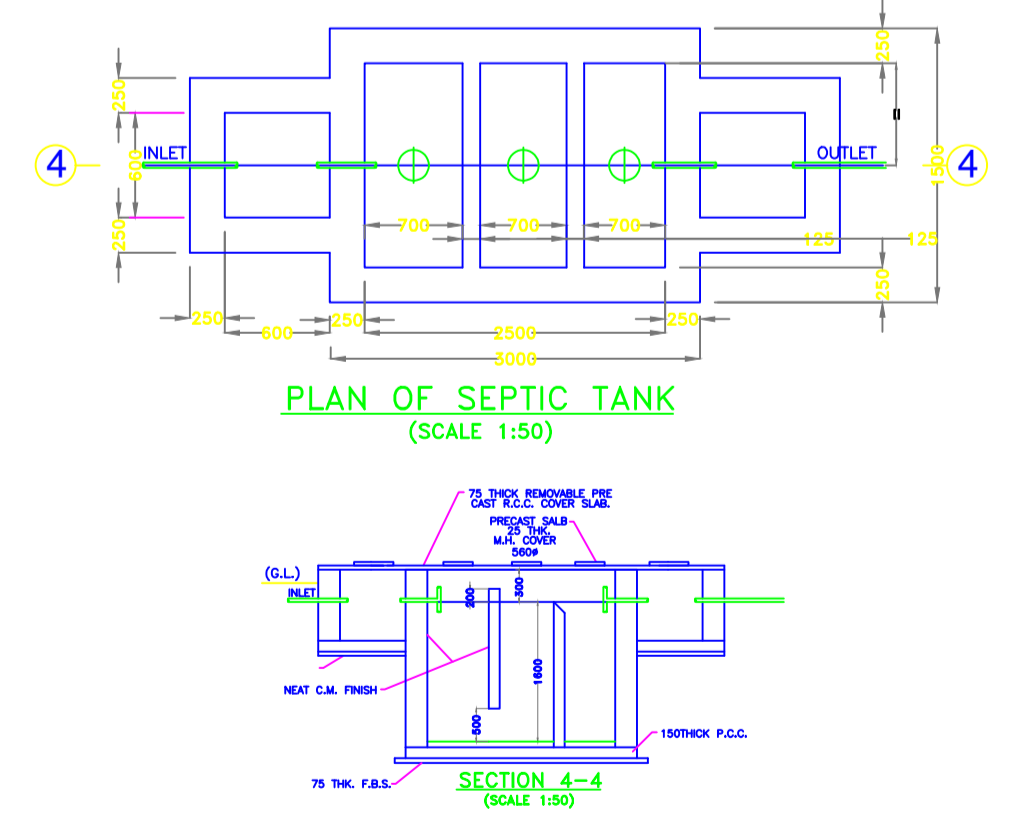 250
250
INLET
OUTLET
4
600
1500
4
700
700
700
250
125
125
250
250
250
250
600
2500
3000
PLAN OF SEPTIC TANK
(SCALE 1:50)
75 THICK REMOVABLE PRE
CAST R.C.C. COVER SLAB.
PRECAST SALB
25 THK.
M.H. COVER
560ø
(G.L.)
INLET
200
300
1600
NEAT C.M. FINISH
500
150THICK P.C.C.
75 THK. F.B.S.
SECTION 4-4
(SCALE 1:50)